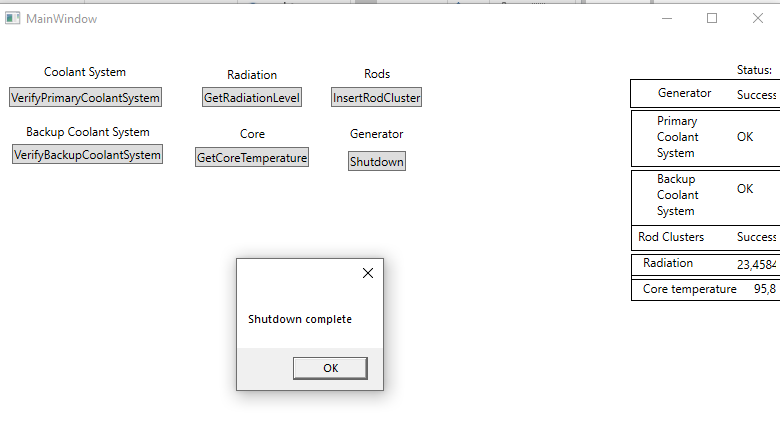 MainWindow
Coolant System
Radiation
Rods
VerifyPrimaryCoolantSystem
GetRadiationLevel
InsertRodCluster
Backup Coolant System
Core
Generator
VerifyBackupCoolantSystem
GetCoreTemperature
Shutdown
Status:
Generator Success
Primary
Coolant
System
OK
Backup
Coolant
System
OK
Rod Clusters Success
Radiation 23,4584
Core temperature 95,8
Shutdown complete
OK